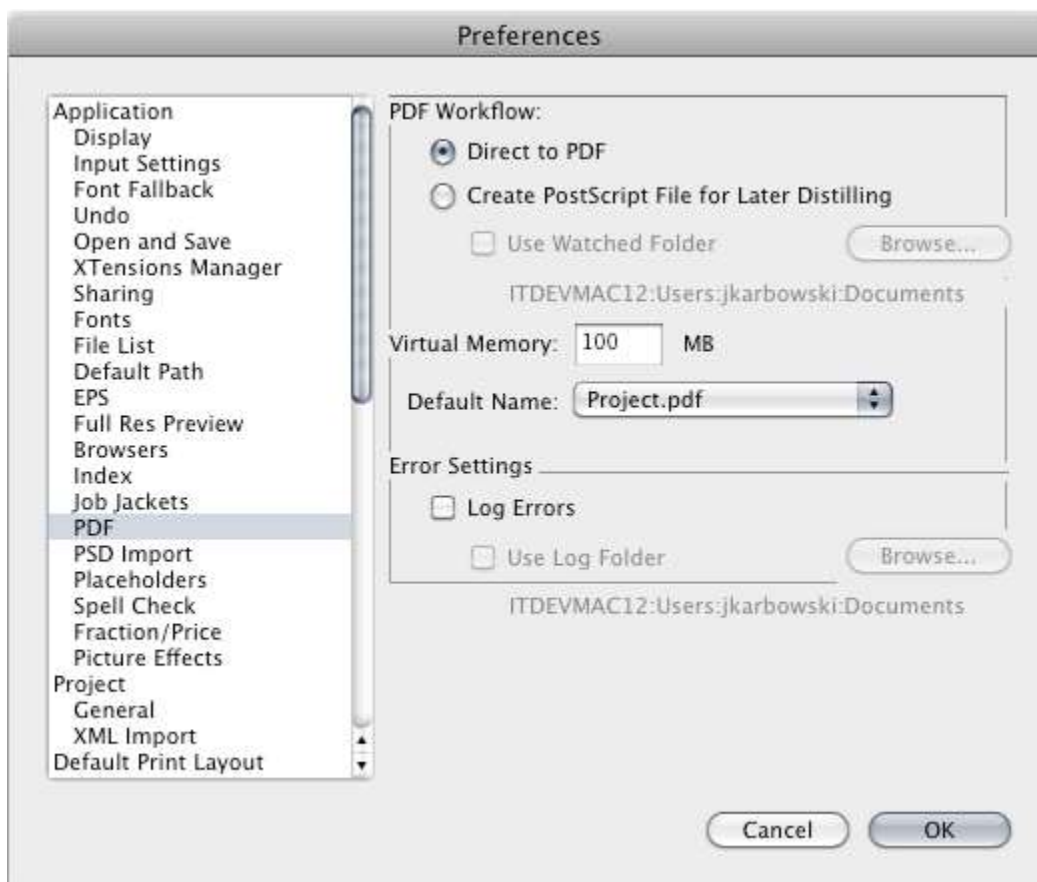 Preferences
Application
Display
Input Settings
Font Fallback
Undo
Open and Save
XTensions Manager
Sharing
Fonts
File List
Default Path
EPS
Full Res Preview
Browsers
Index
Job Jackets
PDF
PSD Import
Placeholders
Spell Check
Fraction/Price
Picture Effects
Project
General
XML Import
Default Print Layout
PDF Workflow:
Direct to PDF
Create PostScript File for Later Distilling
Use Watched Folder Browse...
ITDEVMAC12:Users:jkarbowski:Documents
Virtual Memory: 100 MB
Default Name: Project.pdf
Error Settings
Log Errors
Use Log Folder Browse...
ITDEVMAC12:Users:jkarbowski:Documents
Cancel OK